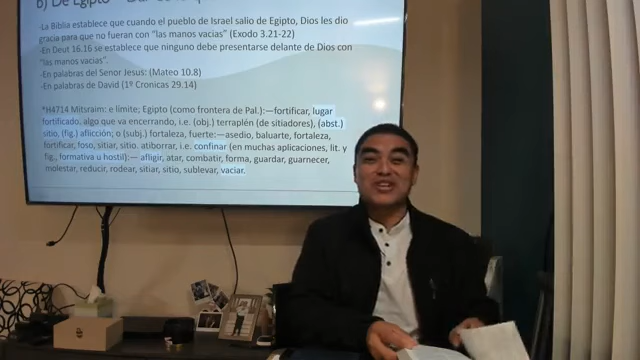 b) De Egipto
-La Biblia establece que cuando el pueblo de Israel salio de Egipto, Dios les dio
gracia para que no fueran con "las manos vacias" (Exodo 3.21-22)
-En Deut 16.16 se establece que ninguno debe presentarse delante de Dios con
"las manos vacias".
-En palabras del Senor Jesus: (Mateo 10.8)
-En palabras de David (1º Cronicas 29.14)
*H4714 Mitsraim: e limite; Egipto (como frontera de Pal.):—fortificar, lugar
fortificado, algo que va encerrando, i.e. (obj.) terraplén (de sitiadores), (abst.)
sitio, (fig.) aflicción; o (subj.) fortaleza, fuerte:—asedio, baluarte, fortaleza,
fortificar, foso, sitiar, sitio. atiborrar, i.e. confinar (en muchas aplicaciones, lit. y
fig., formativa u hostil):— afligir, atar, combatir, forma, guardar, guarnecer,
molestar, reducir, rodear, sitiar, sitio, sublevar, vaciar.